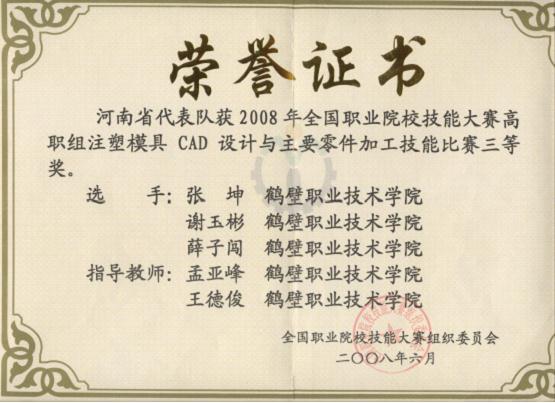 荣誉证书
河南省代表队获2008年全国职业院校技能大赛高
职组注塑模具 CAD 设计与主要零件加工技能比赛三等
奖。
选 手：张 坤 鹤壁职业技术学院
谢玉彬 鹤壁职业技术学院
薛子闯 鹤壁职业技术学院
指导教师：孟亚峰 鹤壁职业技术学院
王德俊 鹤壁职业技术学院
全国职业院校技能大赛组织委员会
二〇〇八年六月